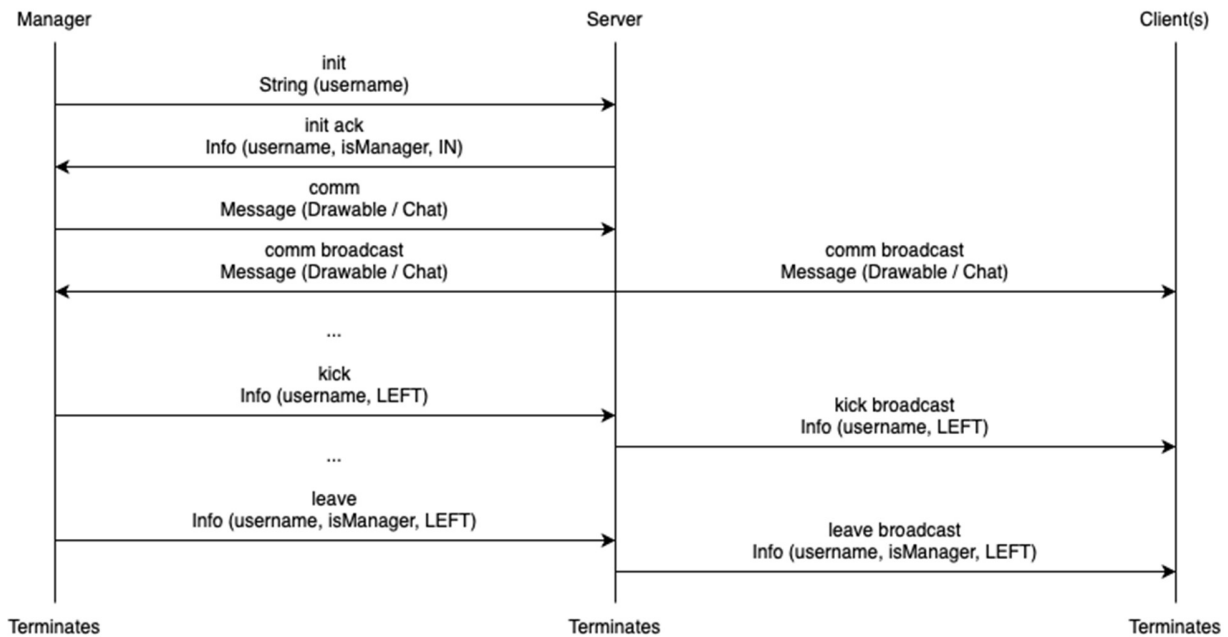 Manager
Server
Client(s)
init
String (username)
init ack
Info (username, isManager, IN)
comm
Message (Drawable / Chat)
comm broadcast
Message (Drawable / Chat)
comm broadcast
Message (Drawable / Chat)
...
kick
Info (username, LEFT)
kick broadcast
Info (username, LEFT)
...
leave
Info (username, isManager, LEFT)
leave broadcast
Info (username, isManager, LEFT)
Terminates
Terminates
Terminates